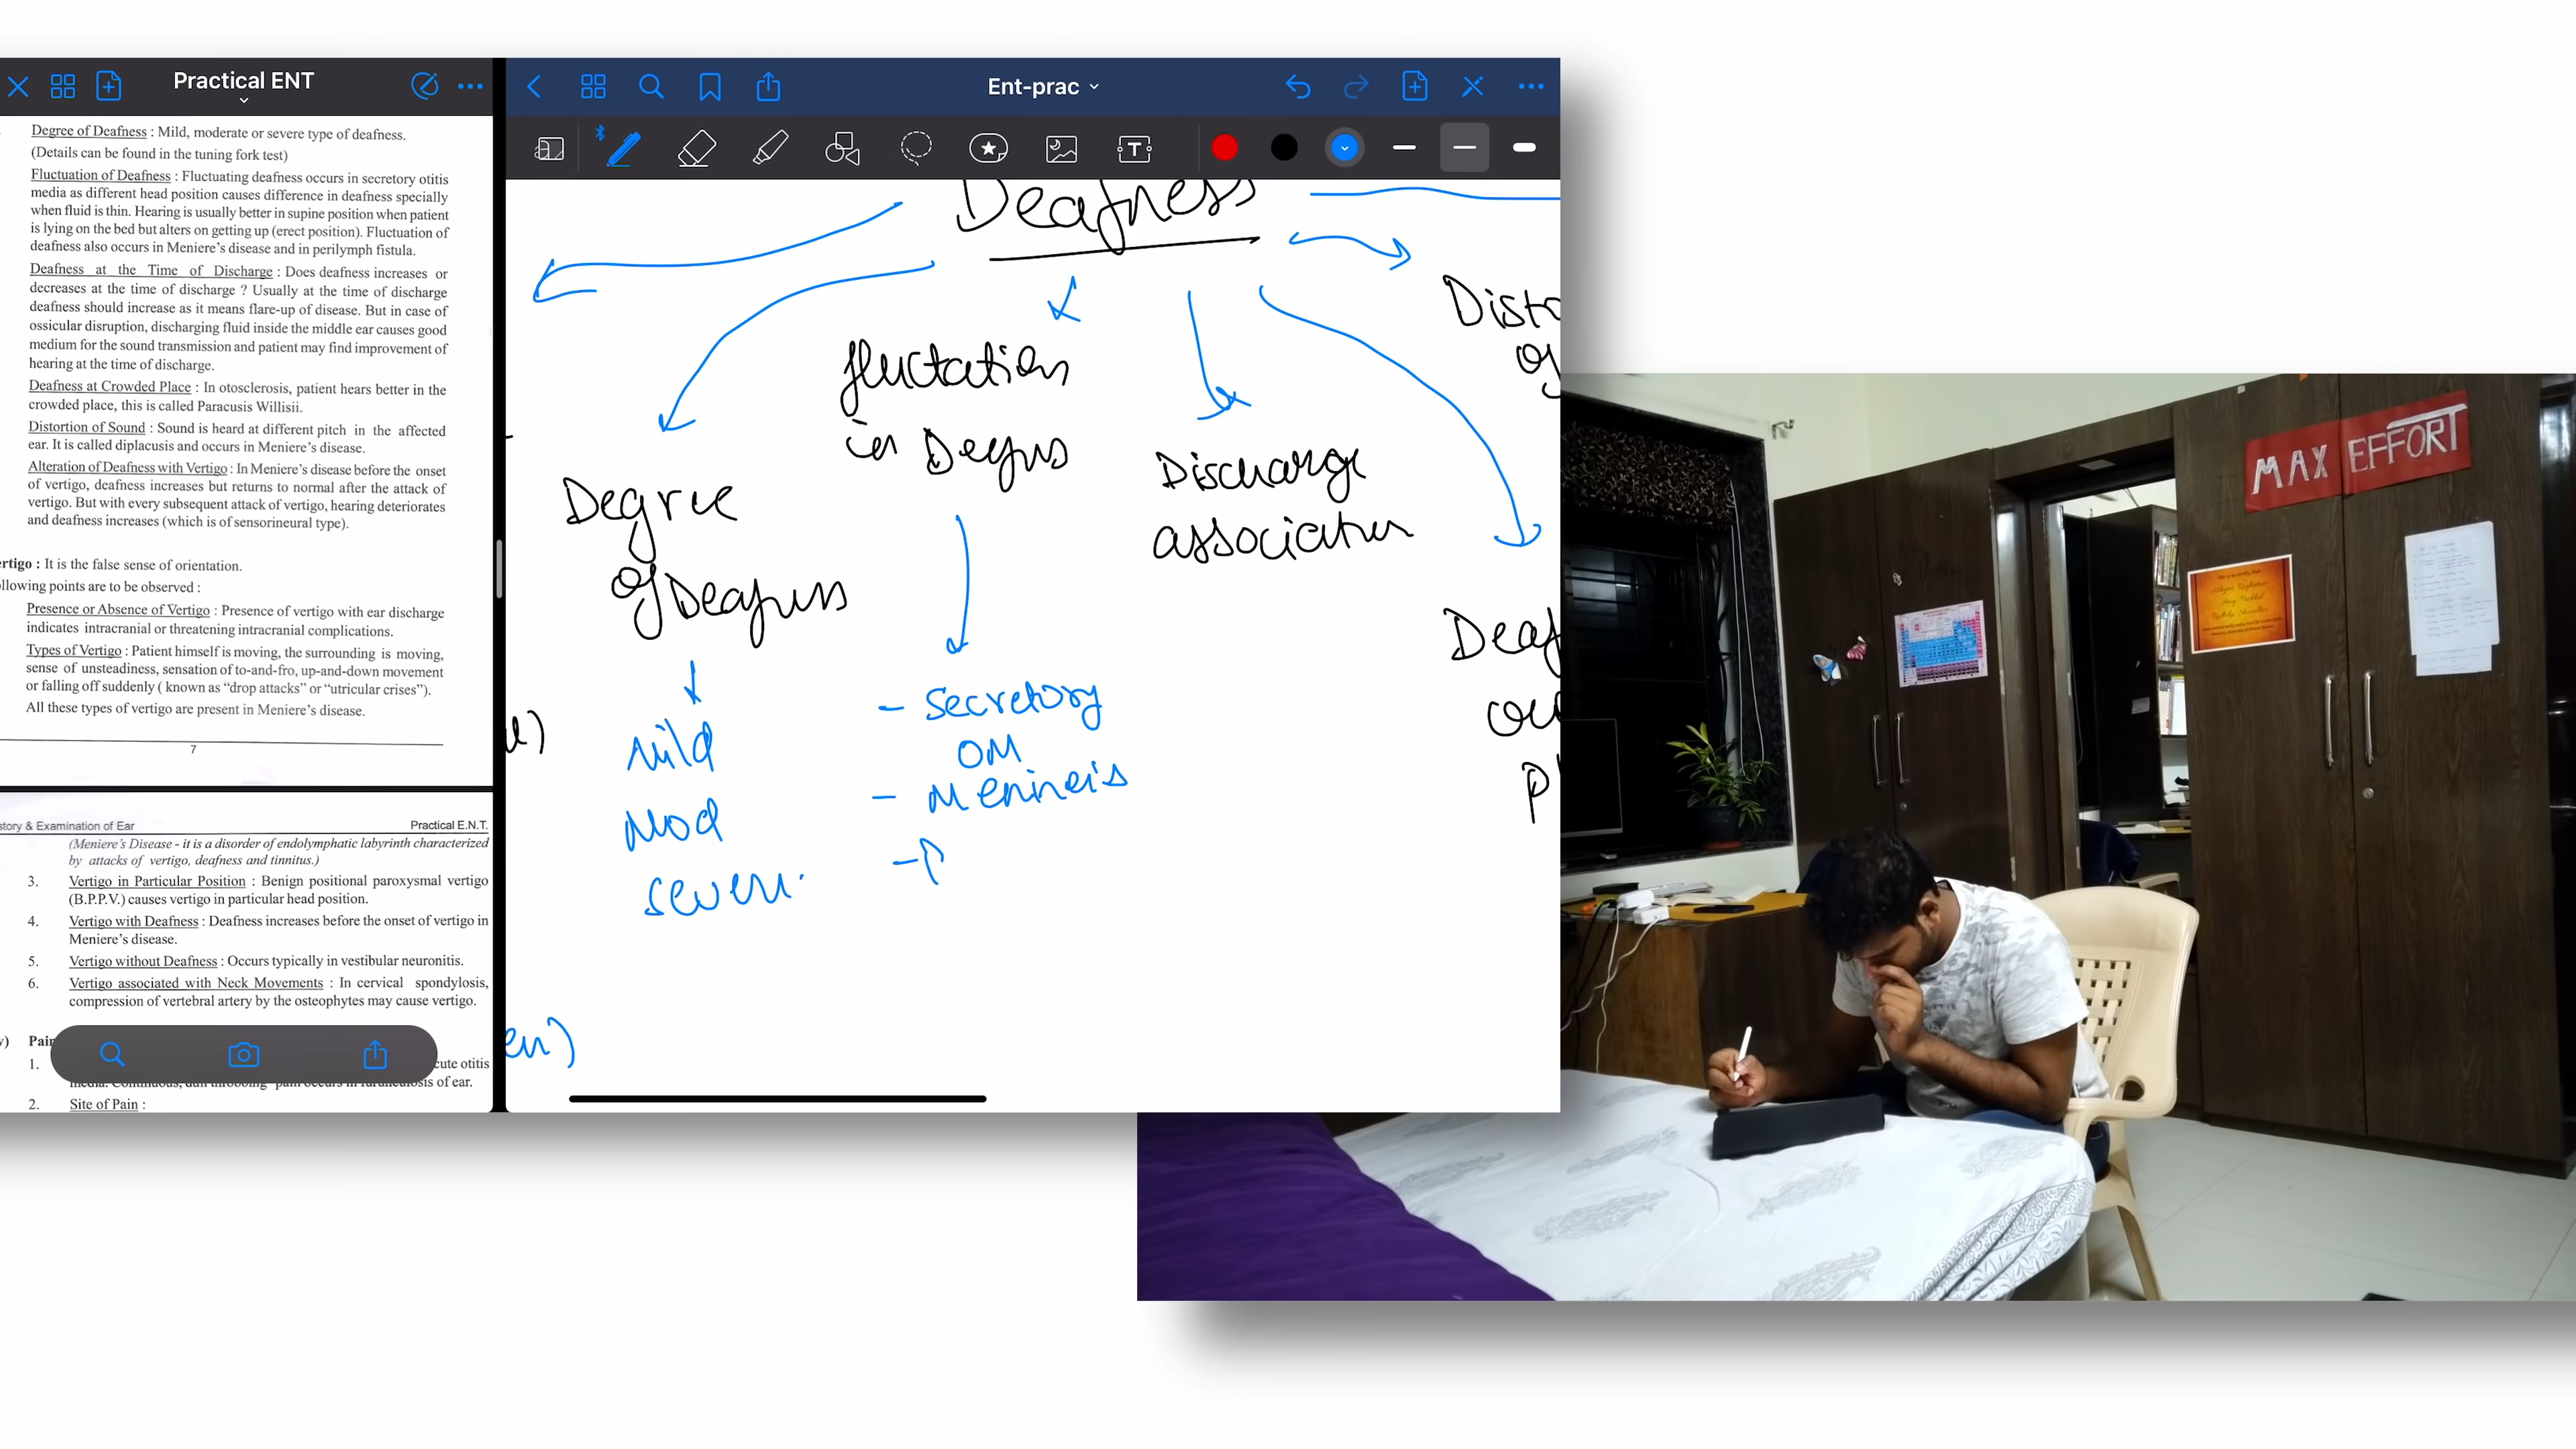 Practical ENT
Degree of Deafness : Mild, moderate or severe type of deafness.
(Details can be found in the tuning fork test)
Fluctuation of Deafness : Fluctuating deafness occurs in secretory otitis
media as different head position causes difference in deafness specially
when fluid is thin. Hearing is usually better in supine position when patient
is lying on the bed but alters on getting up (erect position). Fluctuation of
deafness also occurs in Meniere's disease and in perilymph fistula.
Deafness at the Time of Discharge : Does deafness increases or
decreases at the time of discharge ? Usually at the time of discharge
deafness should increase as it means flare-up of disease. But in case of
ossicular disruption, discharging fluid inside the middle ear causes good
medium for the sound transmission and patient may find improvement of
hearing at the time of discharge.
Deafness at Crowded Place : In otosclerosis, patient hears better in the
crowded place, this is called Paracusis Willisii.
Distortion of Sound : Sound is heard at different pitch in the affected
ear. It is called diplacusis and occurs in Meniere's disease.
Alteration of Deafness with Vertigo : In Meniere's disease before the onset
of vertigo, deafness increases but returns to normal after the attack of
vertigo. But with every subsequent attack of vertigo, hearing deteriorates
and deafness increases (which is of sensorineural type).
ertigo : It is the false sense of orientation.
llowing points are to be observed :
Presence or Absence of Vertigo : Presence of vertigo with ear discharge
indicates intracranial or threatening intracranial complications.
Types of Vertigo : Patient himself is moving, the surrounding is moving,
sense of unsteadiness, sensation of to-and-fro, up-and-down movement
or falling off suddenly ( known as "drop attacks" or "utricular crises").
All these types of vertigo are present in Meniere's disease.
7
story & Examination of Ear Practical E.N.T.
(Meniere's Disease - it is a disorder of endolymphatic labyrinth characterized
by attacks of vertigo, deafness and tinnitus.)
3. Vertigo in Particular Position : Benign positional paroxysmal vertigo
(B.P.P.V.) causes vertigo in particular head position.
4. Vertigo with Deafness : Deafness increases before the onset of vertigo in
Meniere's disease.
5. Vertigo without Deafness : Occurs typically in vestibular neuronitis.
6. Vertigo associated with Neck Movements : In cervical spondylosis,
compression of vertebral artery by the osteophytes may cause vertigo.
) Pain
1. cute otitis
of ear.
2. Site of Pain :
Ent-prac
T
Deafness
Disto
of
fluctation
in Deafnss
Degree
of Deafness
Discharge
association
Deaf
P
Mild
Mod
severe.
- secretory
OM
- Menineis
- P
en)
MAX EFFORT